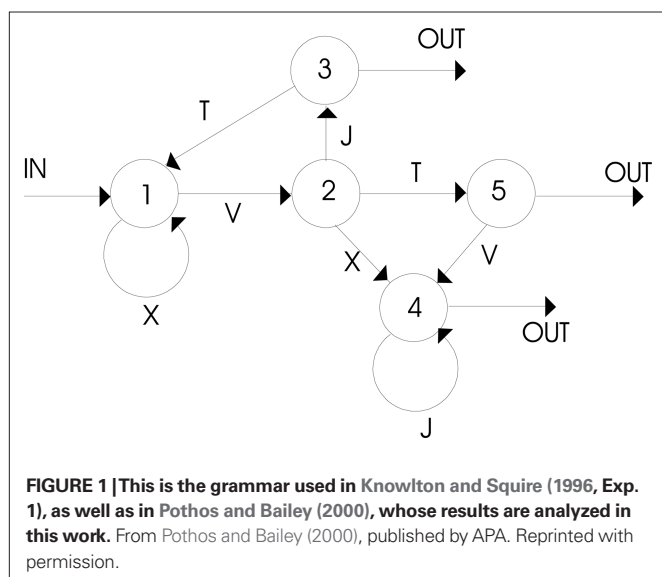 OUT
3
T
J
IN
1
V
2
T
5
OUT
X
V
X
4
OUT
J
FIGURE 1 | This is the grammar used in Knowlton and Squire (1996, Exp.
1), as well as in Pothos and Bailey (2000), whose results are analyzed in
this work. From Pothos and Bailey (2000), published by APA. Reprinted with
permission.